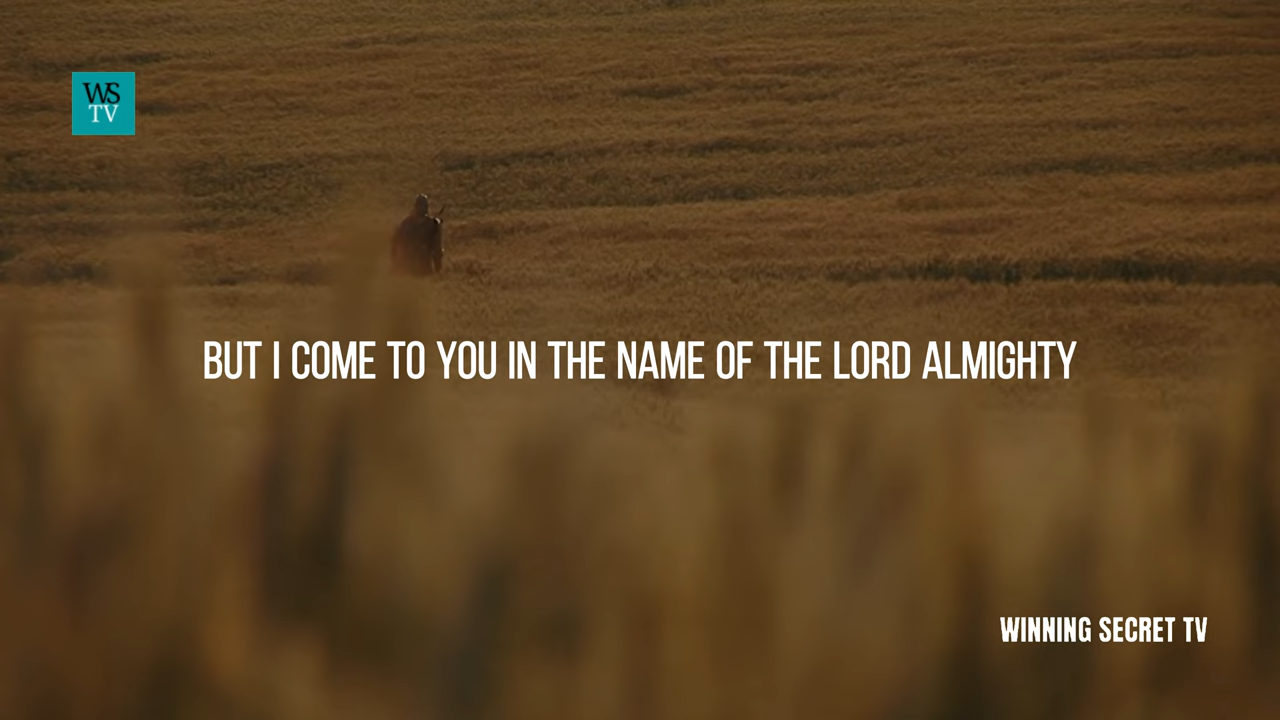 WS
TV
BUT I COME TO YOU IN THE NAME OF THE LORD ALMIGHTY
WINNING SECRET TV